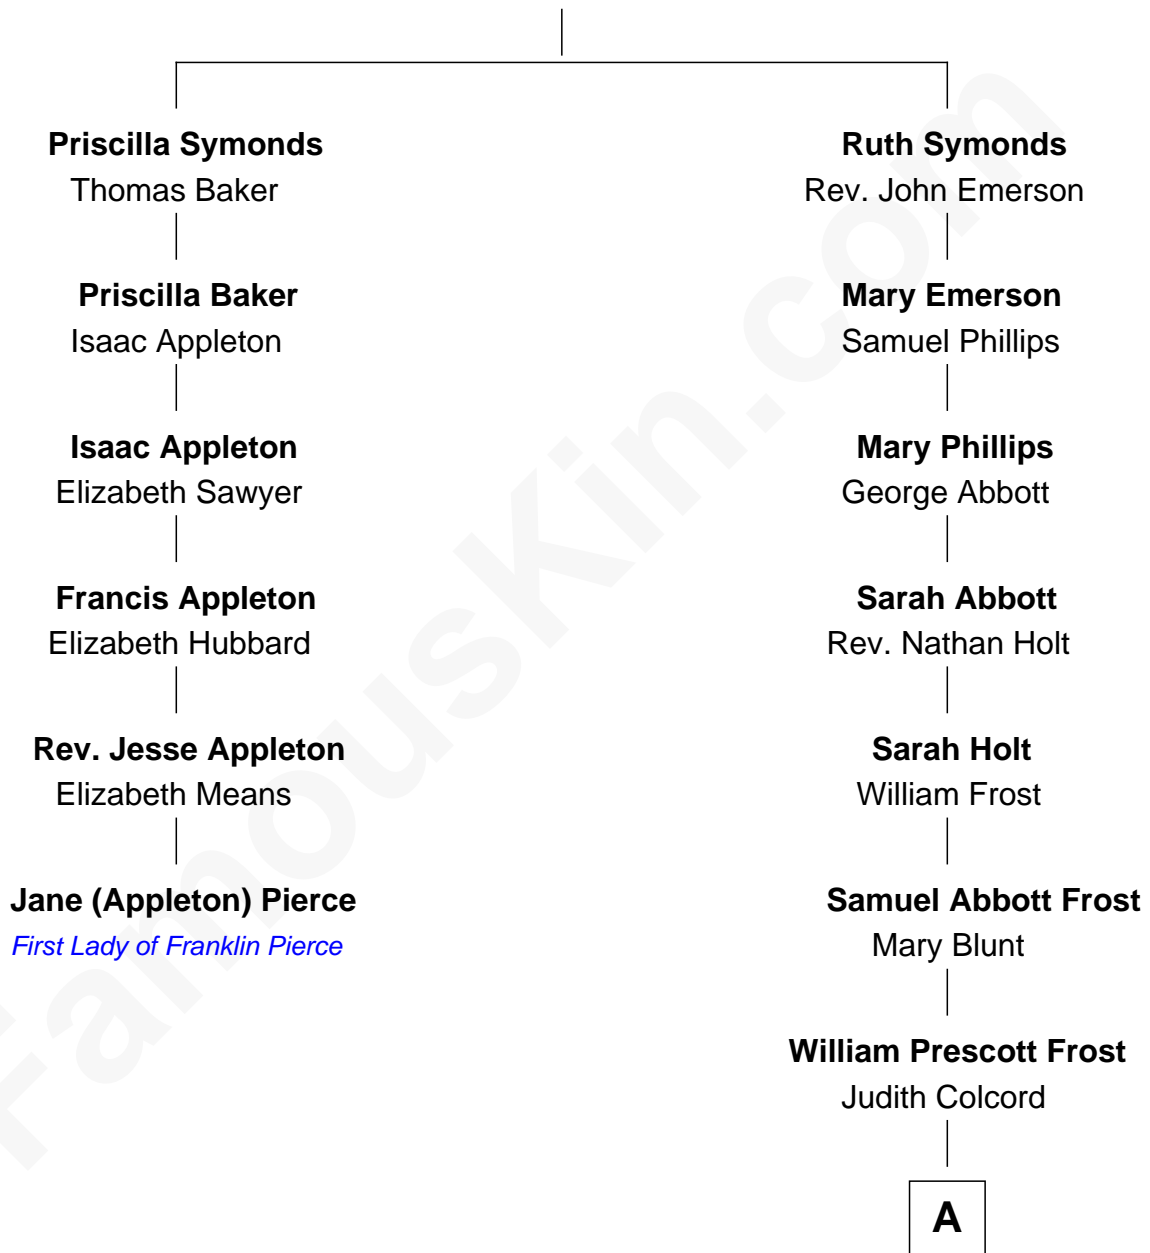 Priscilla Symonds
Thomas Baker
Priscilla Baker
Isaac Appleton
Isaac Appleton
Elizabeth Sawyer
Francis Appleton
Elizabeth Hubbard
Rev. Jesse Appleton
Elizabeth Means
Jane (Appleton) Pierce
First Lady of Franklin Pierce
Ruth Symonds
Rev. John Emerson
Mary Emerson
Samuel Phillips
Mary Phillips
George Abbott
Sarah Abbott
Rev. Nathan Holt
Sarah Holt
William Frost
Samuel Abbott Frost
Mary Blunt
William Prescott Frost
Judith Colcord
A
FamousKin.com